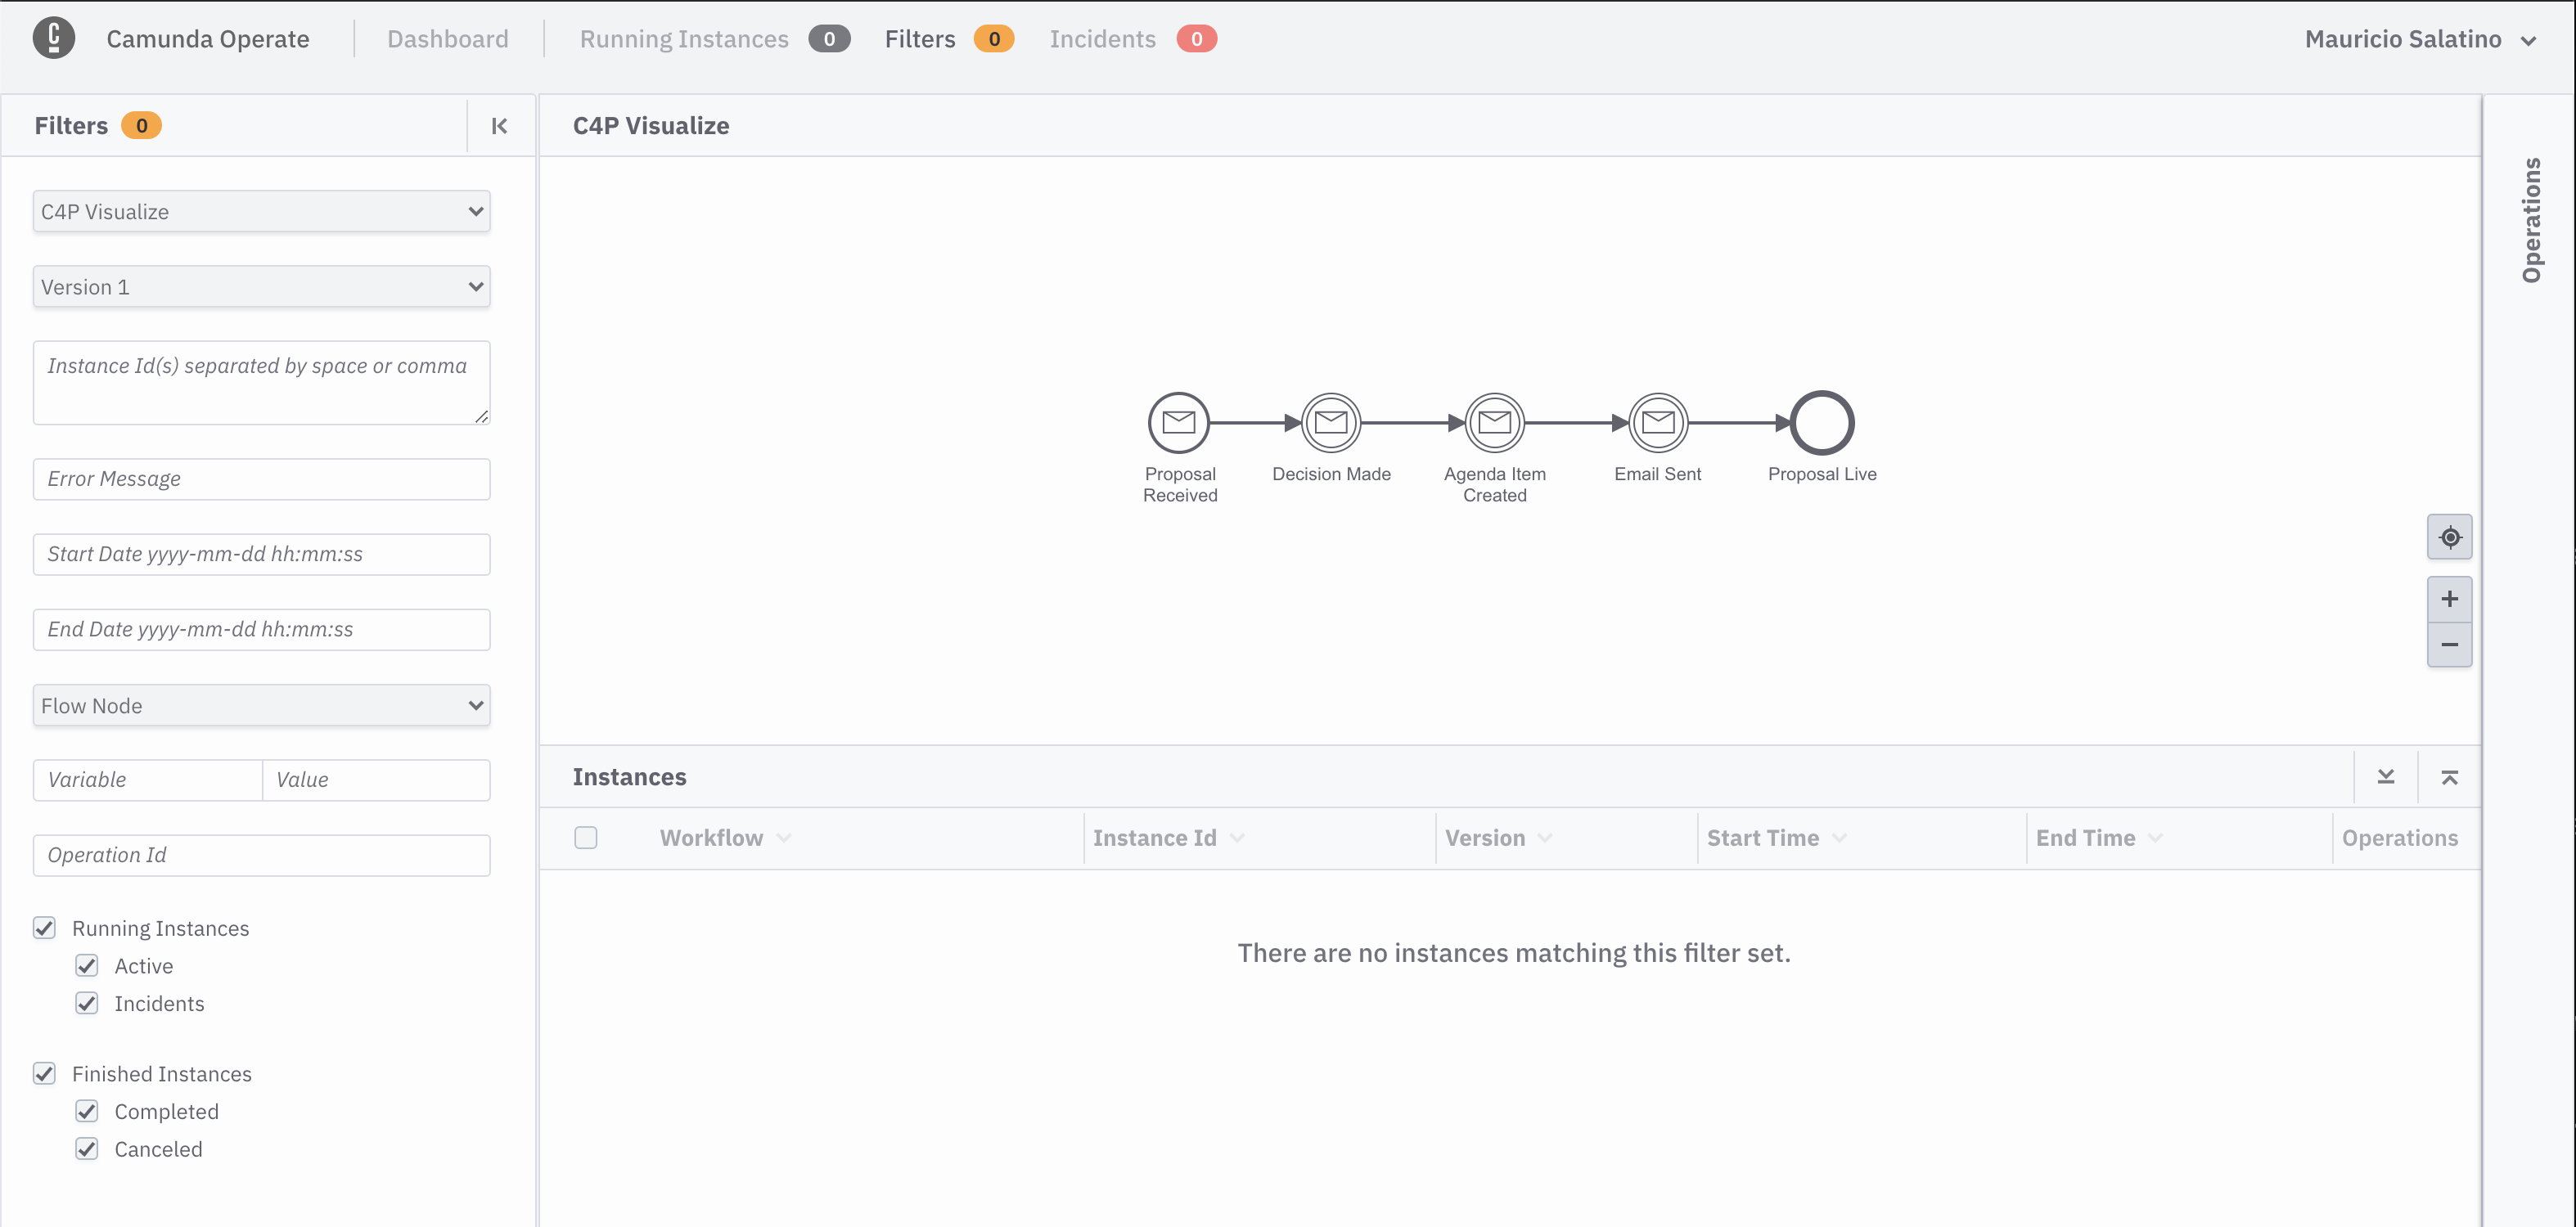 Camunda Operate
Dashboard
Running Instances 0
Filters 0
Incidents 0
Mauricio Salatino
Filters 0
C4P Visualize
Version 1
Instance Id(s) separated by space or comma
Error Message
Start Date yyyy-mm-dd hh:mm:ss
End Date yyyy-mm-dd hh:mm:ss
Flow Node
Variable
Value
Operation Id
Running Instances
Active
Incidents
Finished Instances
Completed
Canceled
C4P Visualize
Proposal
Received
Decision Made
Agenda Item
Created
Email Sent
Proposal Live
Instances
Workflow
Instance Id
Version
Start Time
End Time
Operations
There are no instances matching this filter set.
Operations